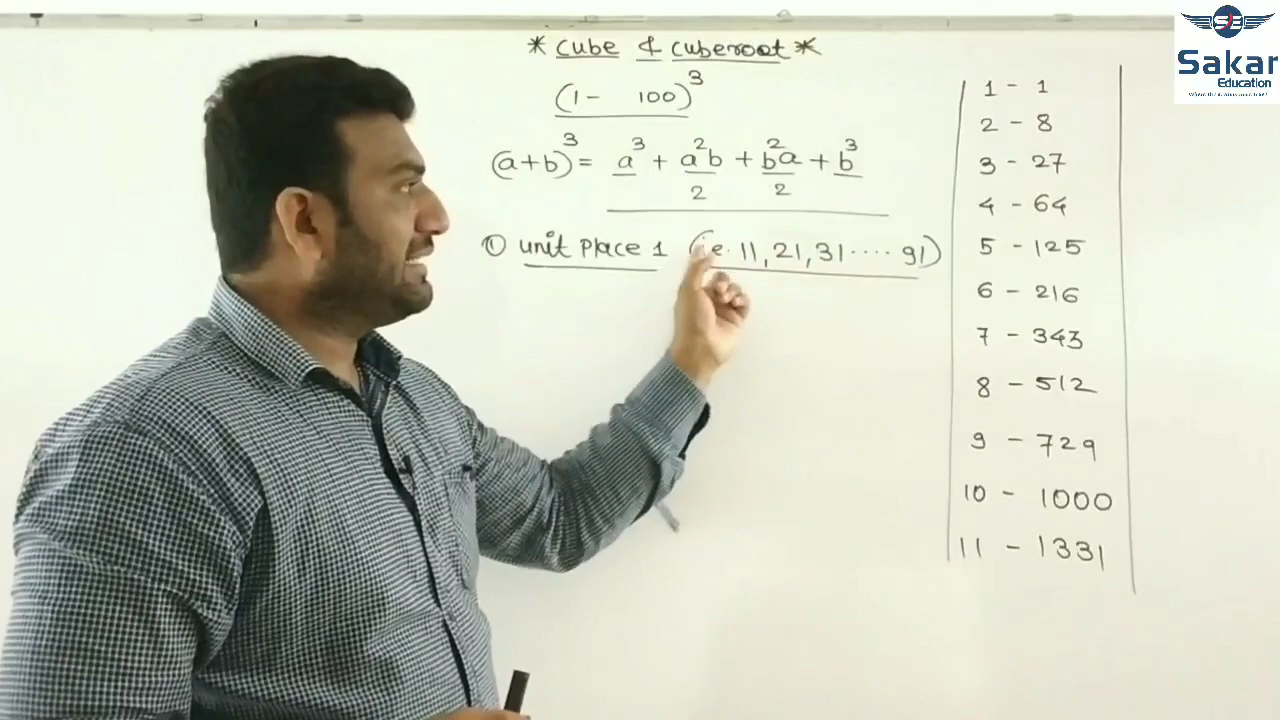 * Cube & cuberoot *
(1 - 100)³
(a+b)³ = a³ + a²b + b²a + b³
2 2
① unit place 1 (i.e. 11, 21, 31 .... 91)
1 - 1
2 - 8
3 - 27
4 - 64
5 - 125
6 - 216
7 - 343
8 - 512
9 - 729
10 - 1000
11 - 1331
SE
Sakar
Education